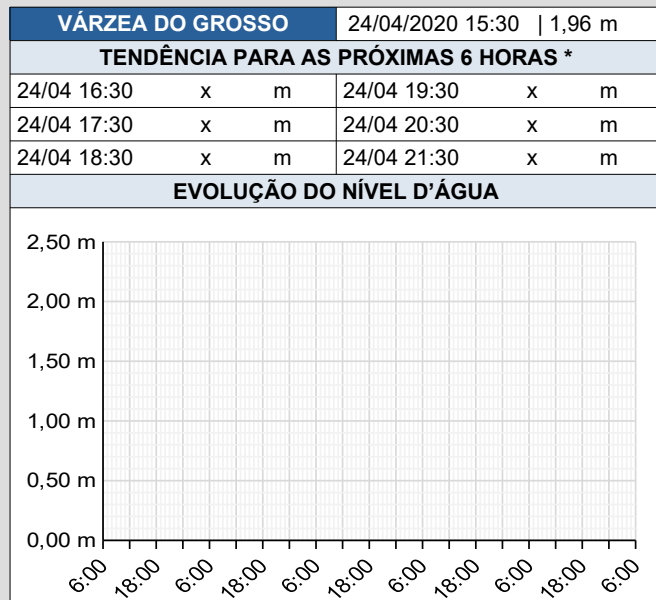 VÁRZEA DO GROSSO 24/04/2020 15:30 | 1,96 m
TENDÊNCIA PARA AS PRÓXIMAS 6 HORAS *
24/04 16:30 x m 24/04 19:30 x m
24/04 17:30 x m 24/04 20:30 x m
24/04 18:30 x m 24/04 21:30 x m
EVOLUÇÃO DO NÍVEL D’ÁGUA
2,50 m
2,00 m
1,50 m
1,00 m
0,50 m
0,00 m
6:00 18:00 6:00 18:00 6:00 18:00 6:00 18:00 6:00 18:00 6:00